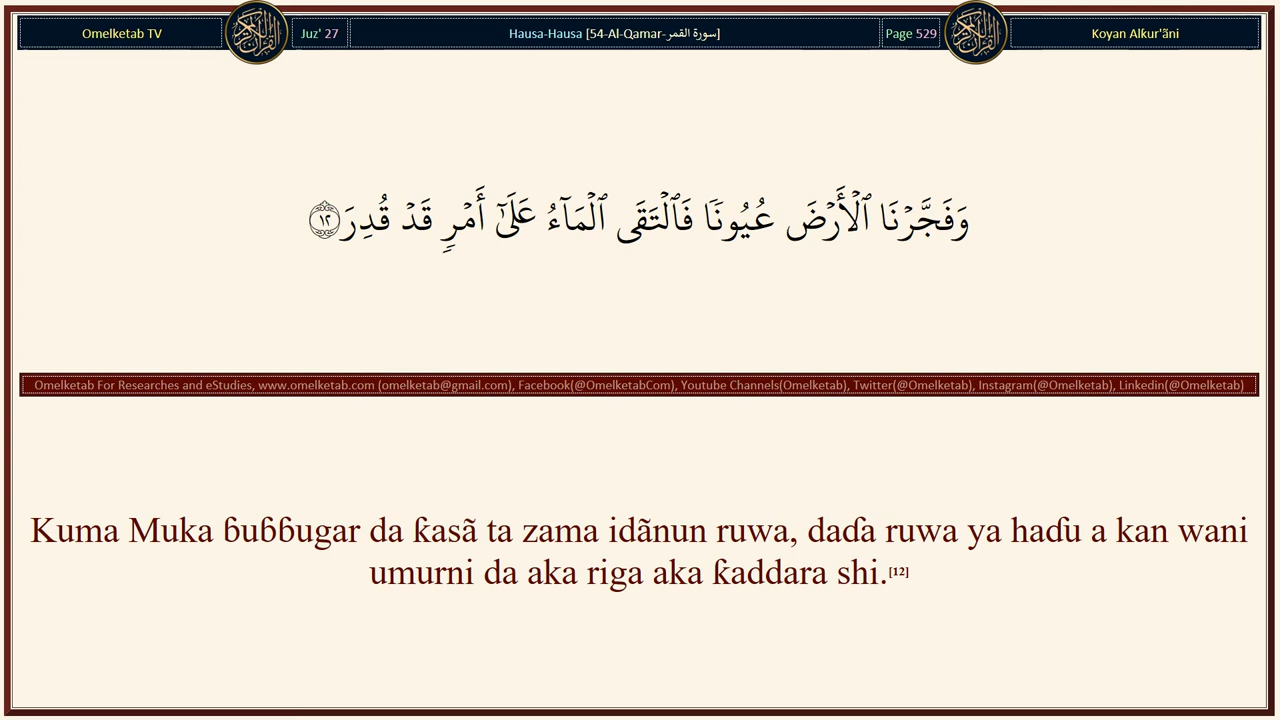 Omelketab TV
Juz' 27
Hausa-Hausa [54-Al-Qamar-سورة القمر]
Page 529
Koyan Alƙur'ãni
وَفَجَّرۡنَا ٱلۡأَرۡضَ عُيُونٗا فَٱلۡتَقَى ٱلۡمَآءُ عَلَىٰٓ أَمۡرٖ قَدۡ قُدِرَ ١٢
Omelketab For Researches and eStudies, www.omelketab.com (omelketab@gmail.com), Facebook(@OmelketabCom), Youtube Channels(Omelketab), Twitter(@Omelketab), Instagram(@Omelketab), Linkedin(@Omelketab)
Kuma Muka ɓuɓɓugar da ƙasã ta zama idãnun ruwa, daɗa ruwa ya haɗu a kan wani
umurni da aka riga aka ƙaddara shi.[12]